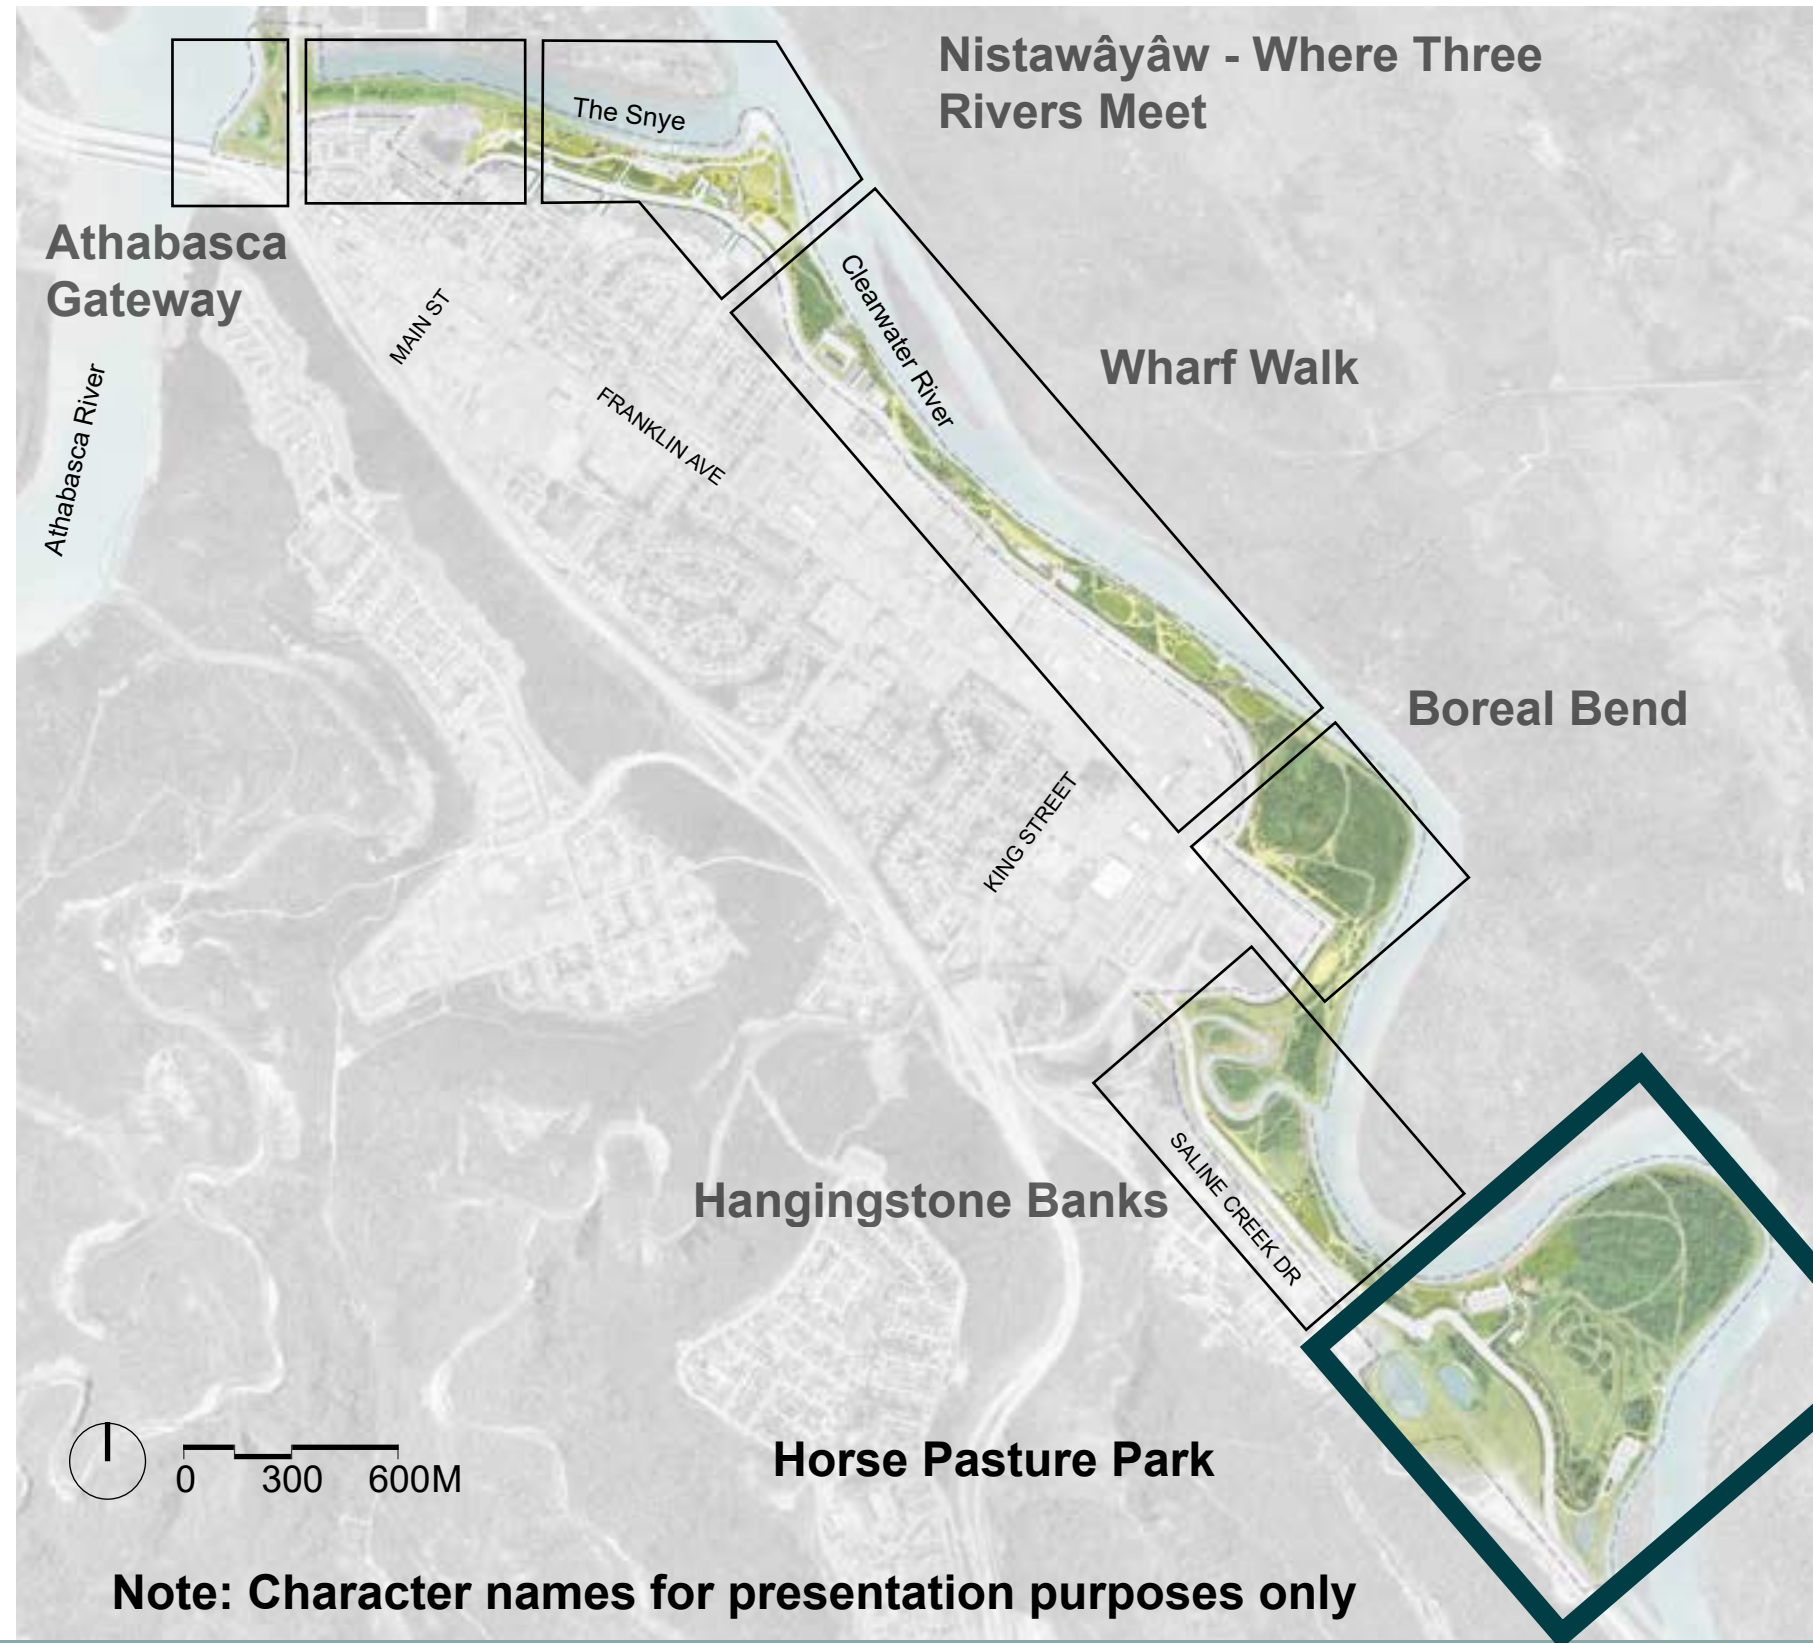 Nistawâyâw - Where Three
Rivers Meet
The Snye
Athabasca
Gateway
MAIN ST
Clearwater River
Wharf Walk
FRANKLIN AVE
Athabasca River
Boreal Bend
KING STREET
Hangingstone Banks
SALINE CREEK DR
Horse Pasture Park
0 300 600M
Note: Character names for presentation purposes only